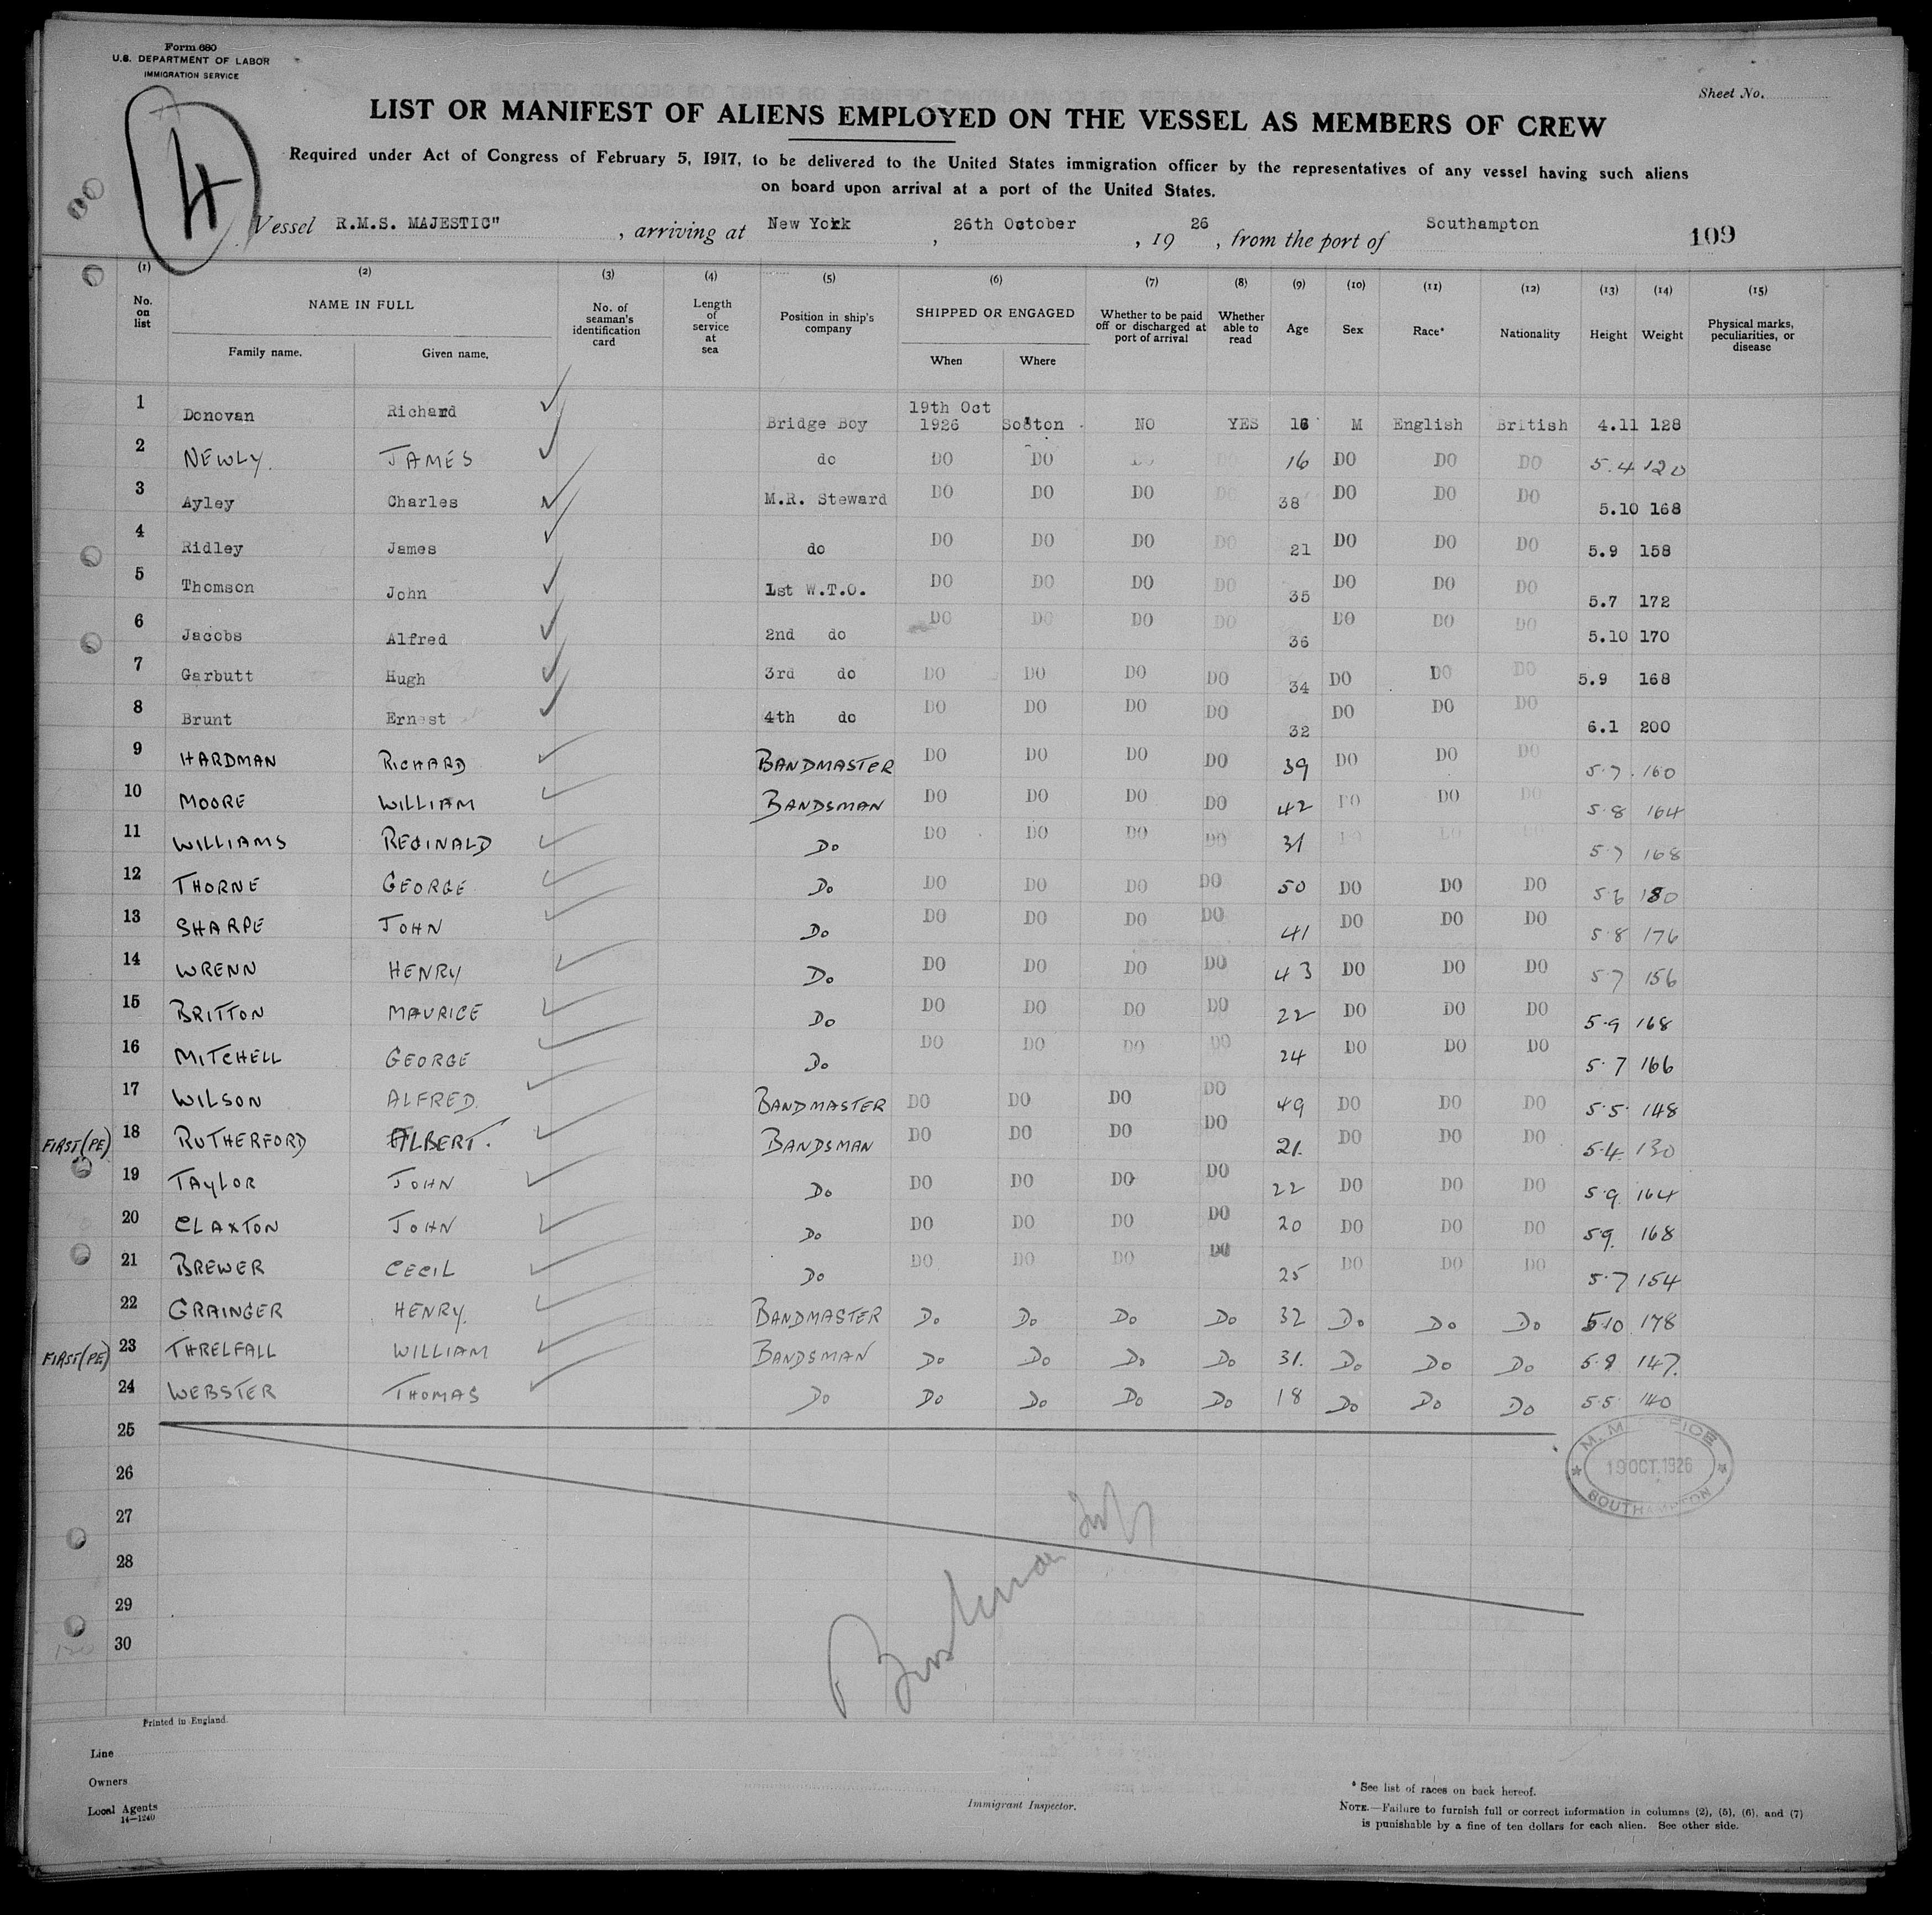 Form 680
U.S. DEPARTMENT OF LABOR
IMMIGRATION SERVICE
Sheet No.
4
LIST OR MANIFEST OF ALIENS EMPLOYED ON THE VESSEL AS MEMBERS OF CREW
Required under Act of Congress of February 5, 1917, to be delivered to the United States immigration officer by the representatives of any vessel having such aliens
on board upon arrival at a port of the United States.
Vessel R.M.S. MAJESTIC" , arriving at New York , 26th October , 19 26 , from the port of Southampton 109
(1) (2) (3) (4) (5) (6) (7) (8) (9) (10) (11) (12) (13) (14) (15)
No. on list NAME IN FULL Family name. Given name. No. of seaman's identification card Length of service at sea Position in ship's company SHIPPED OR ENGAGED When Where Whether to be paid off or discharged at port of arrival Whether able to read Age Sex Race* Nationality Height Weight Physical marks, peculiarities, or disease
1 Donovan Richard Bridge Boy 19th Oct 1926 So8ton NO YES 16 M English British 4.11 128
2 NEWLY. JAMES do DO DO DO DO 16 DO DO DO 5.4 120
3 Ayley Charles M.R. Steward DO DO DO DO 38 DO DO DO 5.10 168
4 Ridley James do DO DO DO DO 21 DO DO DO 5.9 158
5 Thomson John 1st W.T.O. DO DO DO DO 35 DO DO DO 5.7 172
6 Jacobs Alfred 2nd do DO DO DO DO 36 DO DO DO 5.10 170
7 Garbutt Hugh 3rd do DO DO DO DO 34 DO DO DO 5.9 168
8 Brunt Ernest 4th do DO DO DO DO 32 DO DO DO 6.1 200
9 HARDMAN RICHARD BANDMASTER DO DO DO DO 39 DO DO DO 5.7. 160
10 MOORE WILLIAM BANDSMAN DO DO DO DO 42 DO DO DO 5.8 164
11 WILLIAMS REGINALD Do DO DO DO DO 31 DO DO DO 5.7 168
12 THORNE GEORGE Do DO DO DO DO 50 DO DO DO 5.6 180
13 SHARPE JOHN Do DO DO DO DO 41 DO DO DO 5.8 176
14 WRENN HENRY Do DO DO DO DO 43 DO DO DO 5.7 156
15 BRITTON MAURICE Do DO DO DO DO 22 DO DO DO 5.9 168
16 MITCHELL GEORGE Do DO DO DO DO 24 DO DO DO 5.7 166
17 WILSON ALFRED. BANDMASTER DO DO DO DO 49 DO DO DO 5.5. 148
FIRST (PE) 18 RUTHERFORD ALBERT. BANDSMAN DO DO DO DO 21. DO DO DO 5.4. 130
19 TAYLOR JOHN Do DO DO DO DO 22 DO DO DO 5.9. 164
20 CLAXTON JOHN Do DO DO DO DO 20 DO DO DO 5.9. 168
21 BREWER CECIL Do DO DO DO DO 25 DO DO DO 5.7 154
22 GRAINGER HENRY. BANDMASTER Do Do Do Do 32 Do Do Do 5.10 178
FIRST (PE) 23 THRELFALL WILLIAM BANDSMAN Do Do Do Do 31. Do Do Do 5.8 147.
24 WEBSTER THOMAS Do Do Do Do Do 18 Do Do Do 5.5. 140
25
26
27
28
29
30
M.M. OFFICE
19 OCT. 1926
SOUTHAMPTON
Printed in England.
Line
Owners
Local Agents
14—1240
Immigrant Inspector.
* See list of races on back hereof.
NOTE.—Failure to furnish full or correct information in columns (2), (5), (6), and (7)
is punishable by a fine of ten dollars for each alien. See other side.